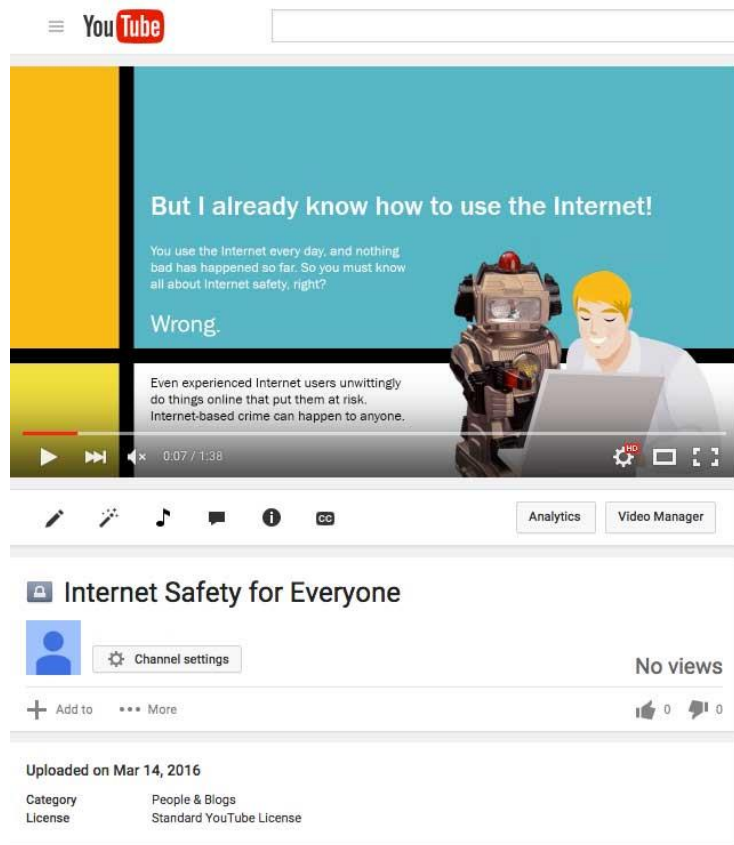 YouTube
But I already know how to use the Internet!
You use the Internet every day, and nothing
bad has happened so far. So you must know
all about Internet safety, right?
Wrong.
Even experienced Internet users unwittingly
do things online that put them at risk.
Internet-based crime can happen to anyone.
0:07 / 1:38
HD
CC
Analytics
Video Manager
Internet Safety for Everyone
Channel settings
No views
Add to
More
0
0
Uploaded on Mar 14, 2016
Category People & Blogs
License Standard YouTube License